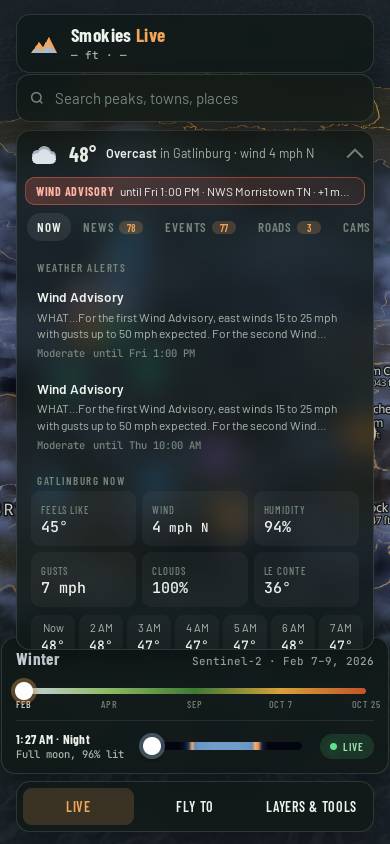 Smokies Live
— ft · —
Search peaks, towns, places
48° Overcast in Gatlinburg · wind 4 mph N
WIND ADVISORY until Fri 1:00 PM · NWS Morristown TN · +1 m...
NOW NEWS 78 EVENTS 77 ROADS 3 CAMS
WEATHER ALERTS
Wind Advisory
WHAT...For the first Wind Advisory, east winds 15 to 25 mph
with gusts up to 50 mph expected. For the second Wind...
Moderate until Fri 1:00 PM
Wind Advisory
WHAT...For the first Wind Advisory, east winds 15 to 25 mph
with gusts up to 50 mph expected. For the second Wind...
Moderate until Thu 10:00 AM
GATLINBURG NOW
FEELS LIKE WIND HUMIDITY
45° 4 mph N 94%
GUSTS CLOUDS LE CONTE
7 mph 100% 36°
Now 2 AM 3 AM 4 AM 5 AM 6 AM 7 AM
48° 48° 47° 47° 47° 48° 47°
Winter Sentinel-2 · Feb 7–9, 2026
FEB APR SEP OCT 7 OCT 25
1:27 AM · Night
Full moon, 96% lit
LIVE
LIVE FLY TO LAYERS & TOOLS